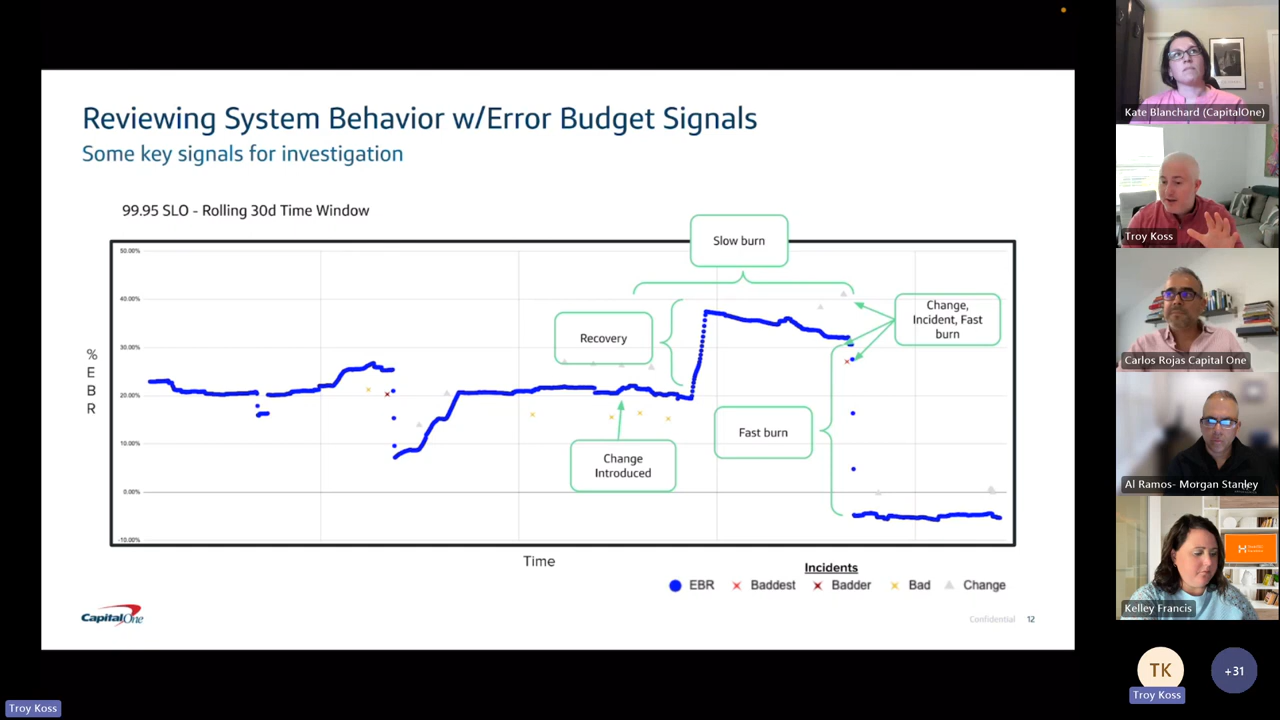 Reviewing System Behavior w/Error Budget Signals
Some key signals for investigation
99.95 SLO - Rolling 30d Time Window
50.00%
40.00%
30.00%
20.00%
10.00%
0.00%
-10.00%
%
E
B
R
Slow burn
Recovery
Change,
Incident, Fast
burn
Fast burn
Change
Introduced
Time
Incidents
EBR
Baddest
Badder
Bad
Change
CapitalOne
Confidential
12
Kate Blanchard (CapitalOne)
Troy Koss
Carlos Rojas Capital One
Al Ramos- Morgan Stanley
Kelley Francis
TK
Troy Koss
+31
Troy Koss